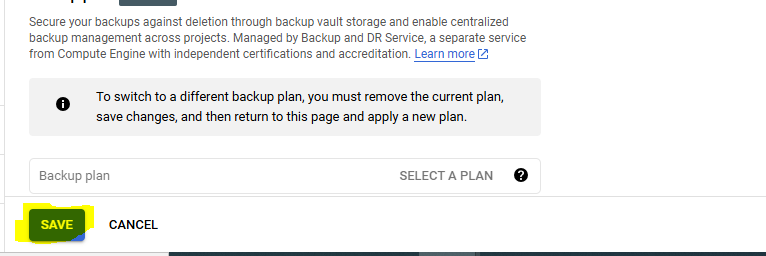 Secure your backups against deletion through backup vault storage and enable centralized
backup management across projects. Managed by Backup and DR Service, a separate service
from Compute Engine with independent certifications and accreditation. Learn more
To switch to a different backup plan, you must remove the current plan,
save changes, and then return to this page and apply a new plan.
Backup plan SELECT A PLAN
SAVE CANCEL